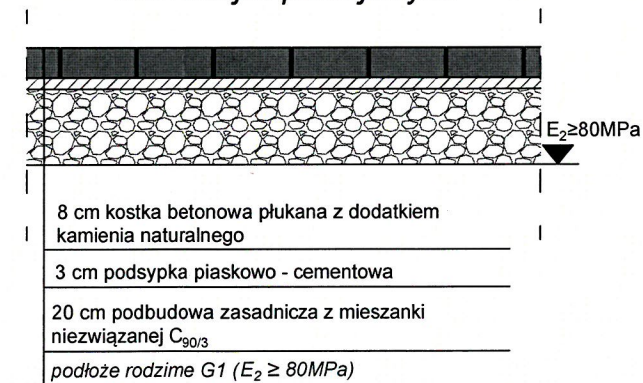 E₂≥80MPa
8 cm kostka betonowa płukana z dodatkiem
kamienia naturalnego
3 cm podsypka piaskowo - cementowa
20 cm podbudowa zasadnicza z mieszanki
niezwiązanej C₉₀/₃
podłoże rodzime G1 (E₂ ≥ 80MPa)